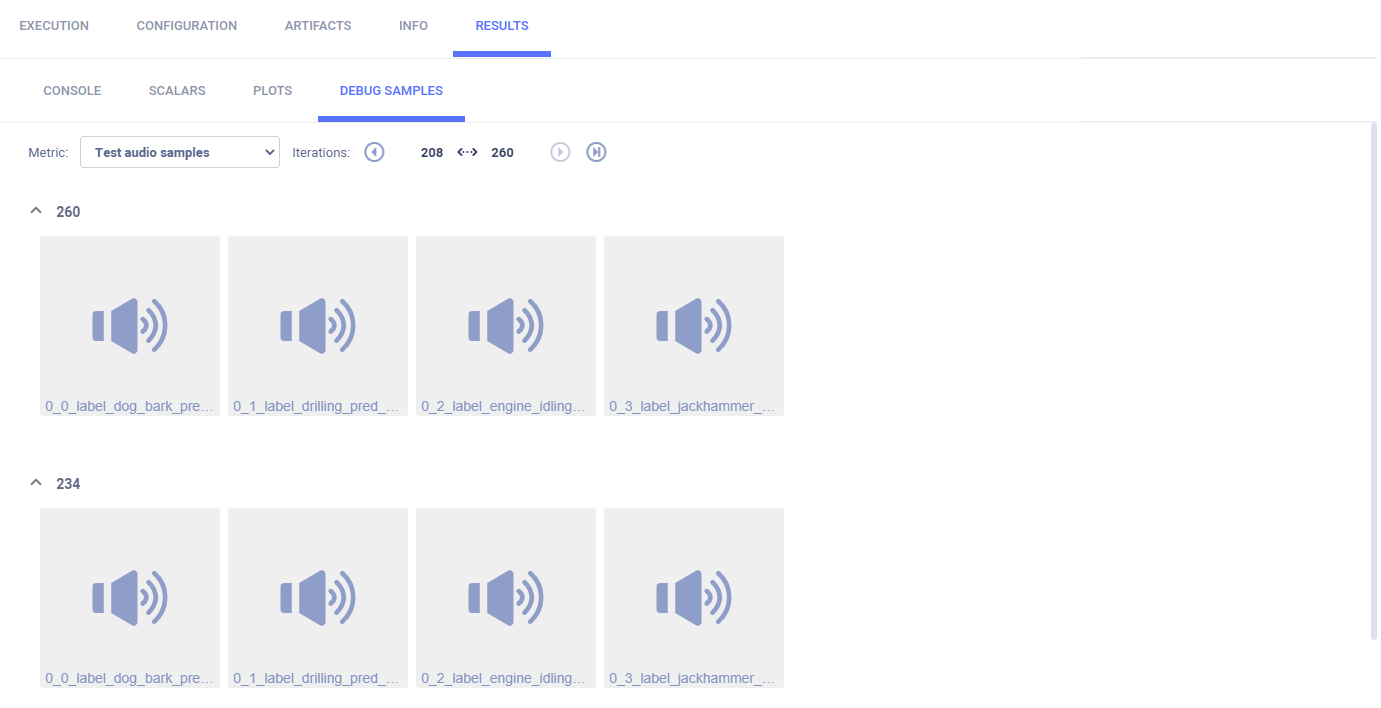 EXECUTION CONFIGURATION ARTIFACTS INFO RESULTS
CONSOLE SCALARS PLOTS DEBUG SAMPLES
Metric: Test audio samples Iterations: 208 260
260
0_0_label_dog_bark_pre... 0_1_label_drilling_pred_... 0_2_label_engine_idling... 0_3_label_jackhammer_...
234
0_0_label_dog_bark_pre... 0_1_label_drilling_pred_... 0_2_label_engine_idling... 0_3_label_jackhammer_...